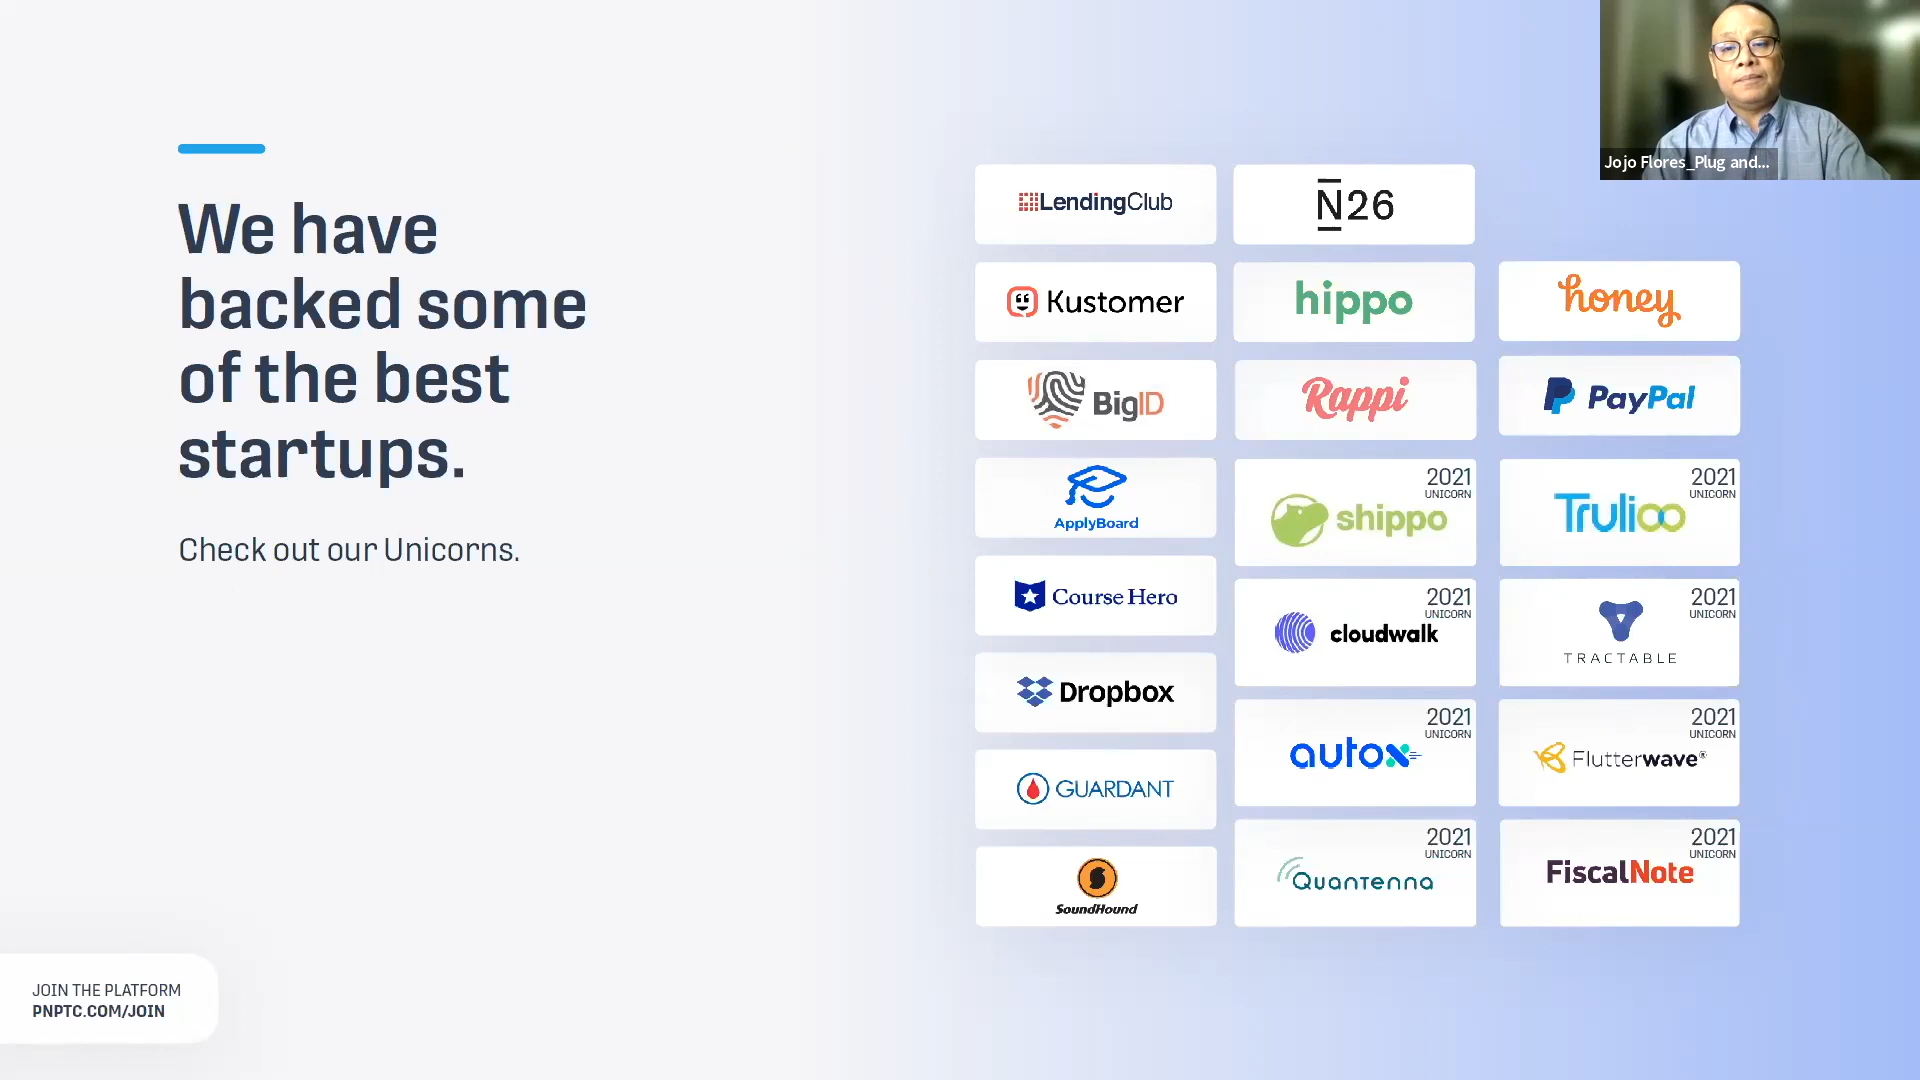 We have
backed some
of the best
startups.
Check out our Unicorns.
JOIN THE PLATFORM
PNPTC.COM/JOIN
LendingClub
Kustomer
BigID
ApplyBoard
Course Hero
Dropbox
GUARDANT
SoundHound
N26
hippo
Rappi
2021
UNICORN
shippo
2021
UNICORN
cloudwalk
2021
UNICORN
autox
2021
UNICORN
Quantenna
honey
PayPal
2021
UNICORN
Trulioo
2021
UNICORN
TRACTABLE
2021
UNICORN
Flutterwave®
2021
UNICORN
FiscalNote
Jojo Flores_Plug and...